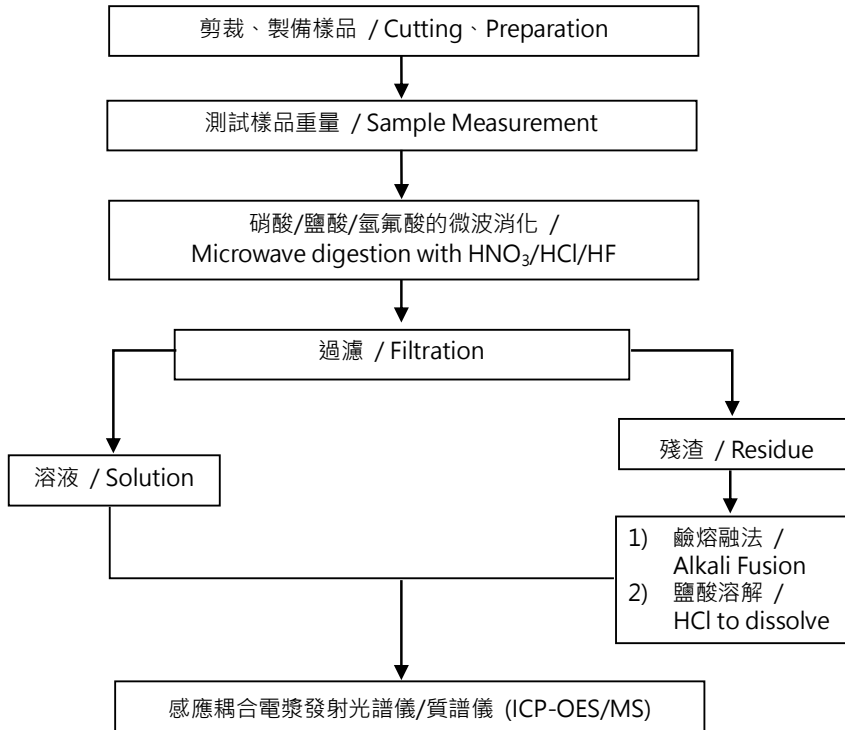 剪裁、製備樣品 / Cutting、Preparation
測試樣品重量 / Sample Measurement
硝酸/鹽酸/氫氟酸的微波消化 /
Microwave digestion with HNO₃/HCl/HF
過濾 / Filtration
溶液 / Solution
殘渣 / Residue
1) 鹼熔融法 /
Alkali Fusion
2) 鹽酸溶解 /
HCl to dissolve
感應耦合電漿發射光譜儀/質譜儀 (ICP-OES/MS)